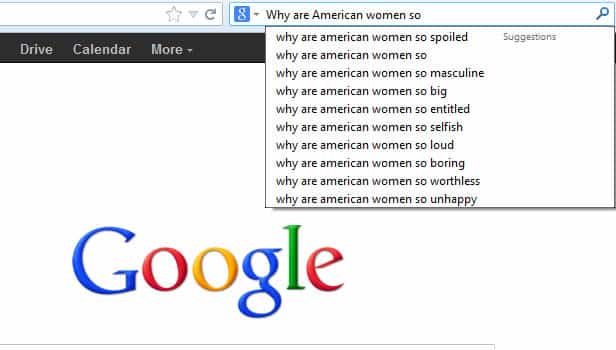 Why are American women so
Drive Calendar More
why are american women so spoiled Suggestions
why are american women so
why are american women so masculine
why are american women so big
why are american women so entitled
why are american women so selfish
why are american women so loud
why are american women so boring
why are american women so worthless
why are american women so unhappy
Google